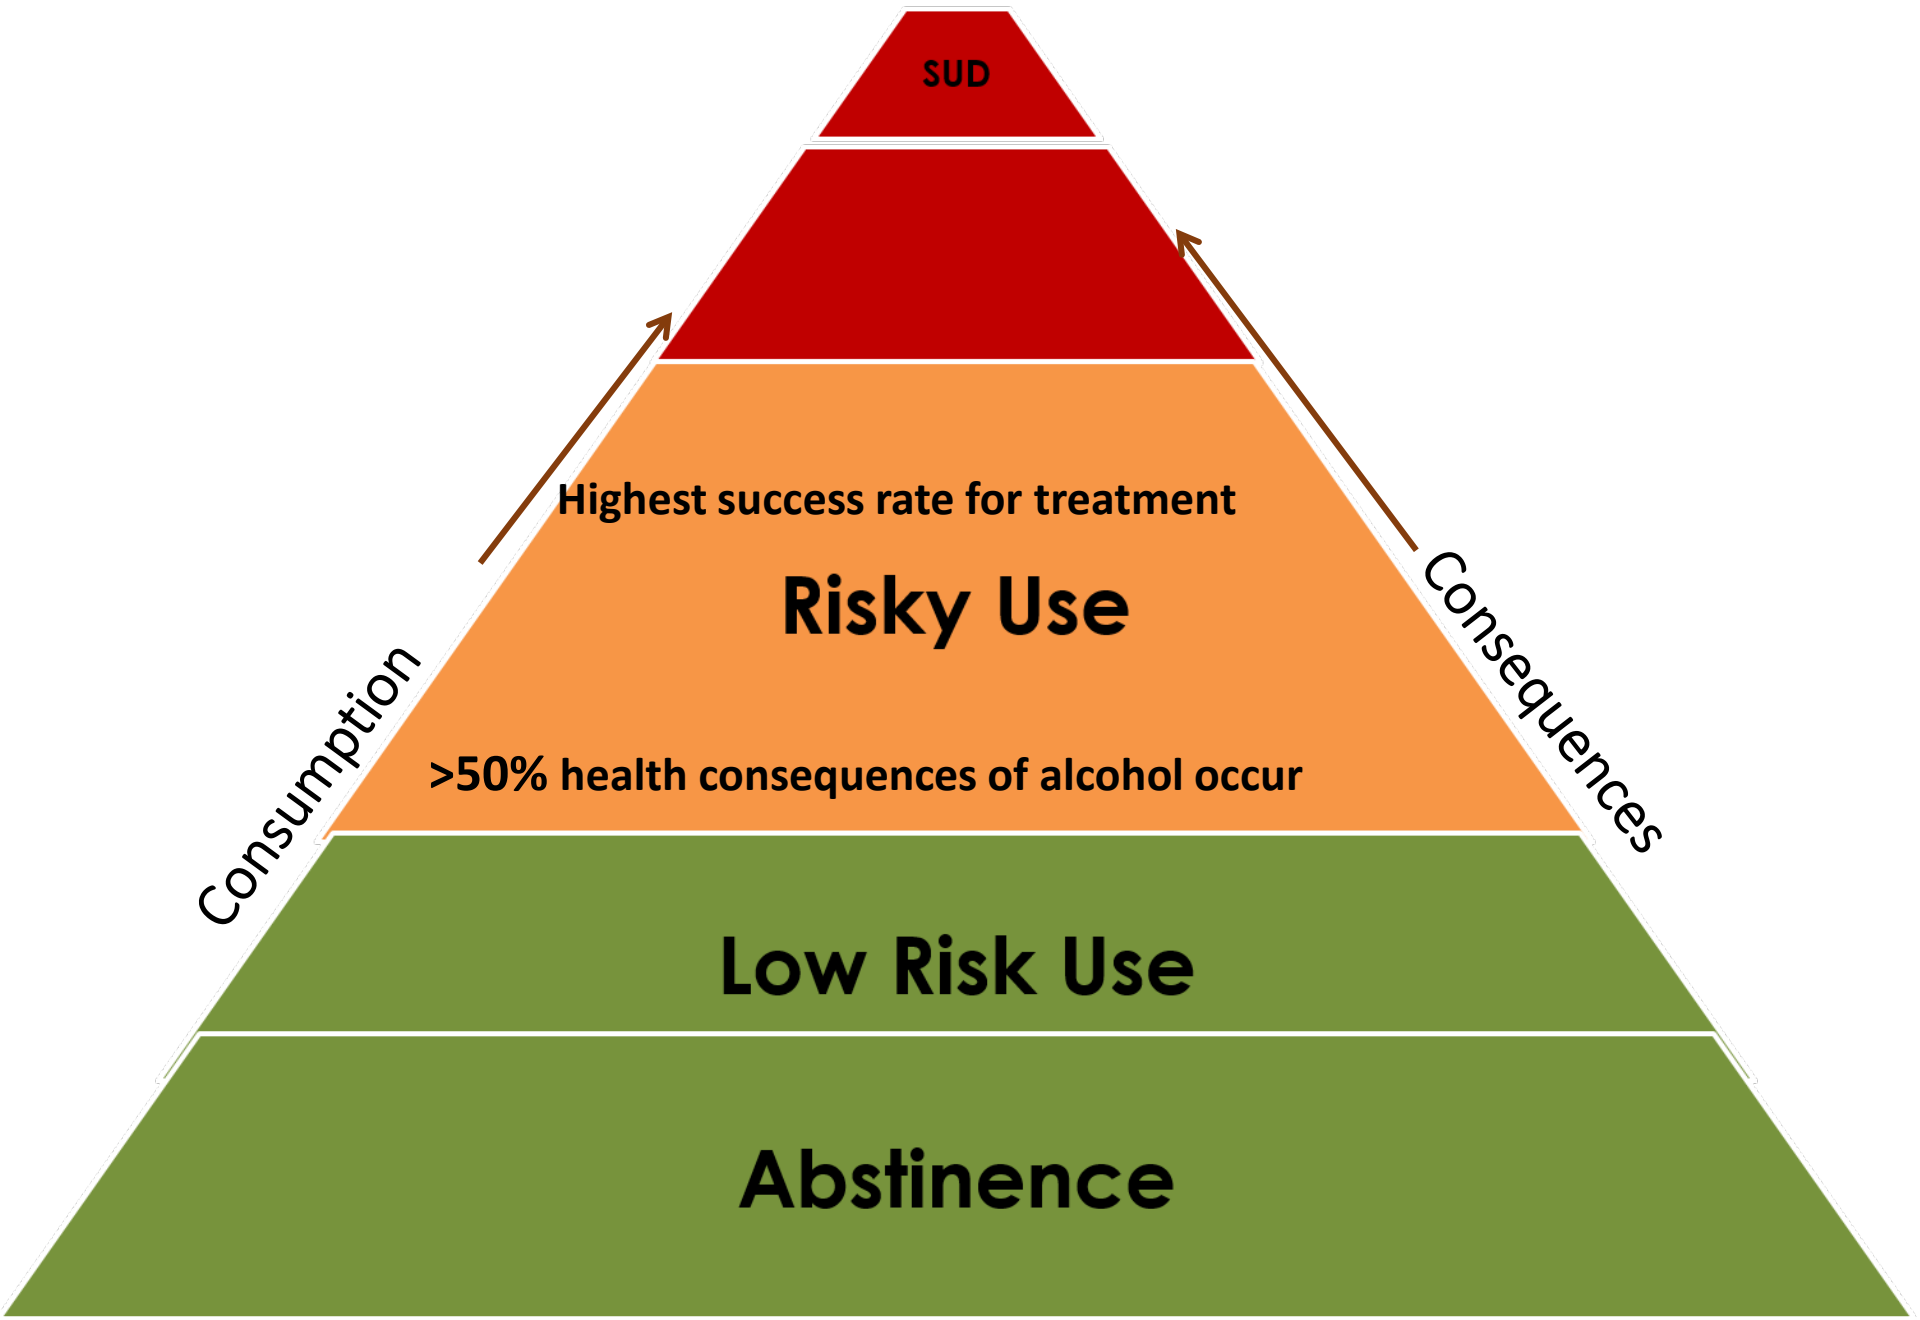 SUD
Highest success rate for treatment
Risky Use
Consumption
Consequences
>50% health consequences of alcohol occur
Low Risk Use
Abstinence